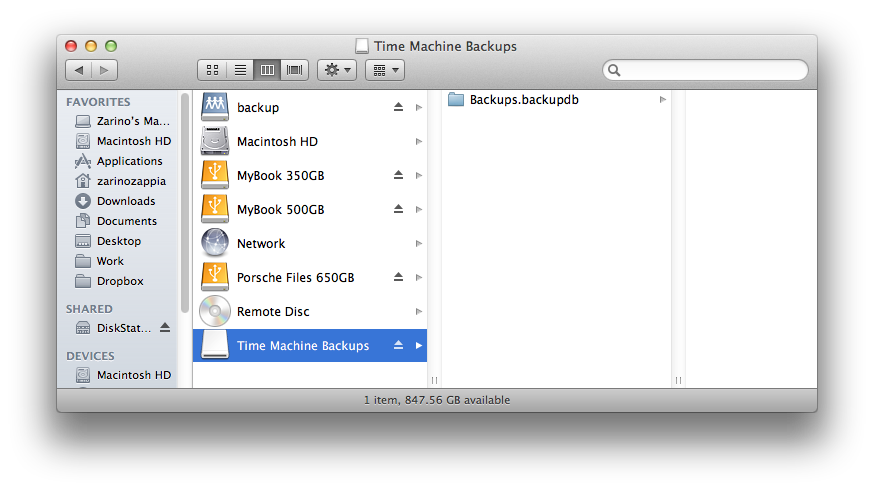 Time Machine Backups
FAVORITES
Zarino's Ma...
Macintosh HD
Applications
zarinozappia
Downloads
Documents
Desktop
Work
Dropbox
SHARED
DiskStat...
DEVICES
Macintosh HD
backup
Macintosh HD
MyBook 350GB
MyBook 500GB
Network
Porsche Files 650GB
Remote Disc
Time Machine Backups
Backups.backupdb
1 item, 847.56 GB available